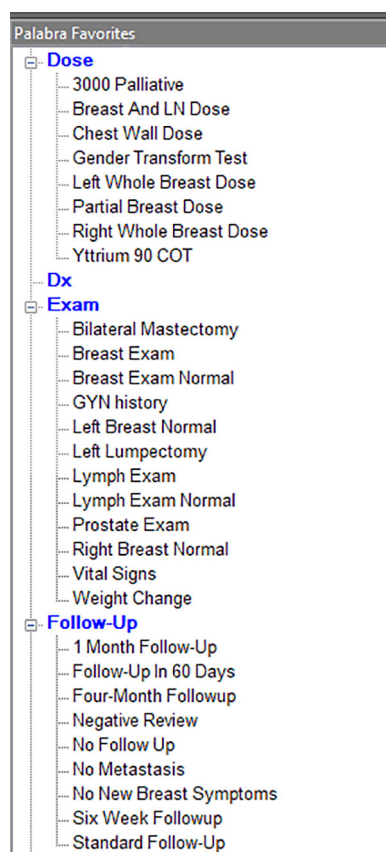 Palabra Favorites
Dose
3000 Palliative
Breast And LN Dose
Chest Wall Dose
Gender Transform Test
Left Whole Breast Dose
Partial Breast Dose
Right Whole Breast Dose
Yttrium 90 COT
Dx
Exam
Bilateral Mastectomy
Breast Exam
Breast Exam Normal
GYN history
Left Breast Normal
Left Lumpectomy
Lymph Exam
Lymph Exam Normal
Prostate Exam
Right Breast Normal
Vital Signs
Weight Change
Follow-Up
1 Month Follow-Up
Follow-Up In 60 Days
Four-Month Followup
Negative Review
No Follow Up
No Metastasis
No New Breast Symptoms
Six Week Followup
Standard Follow-Up